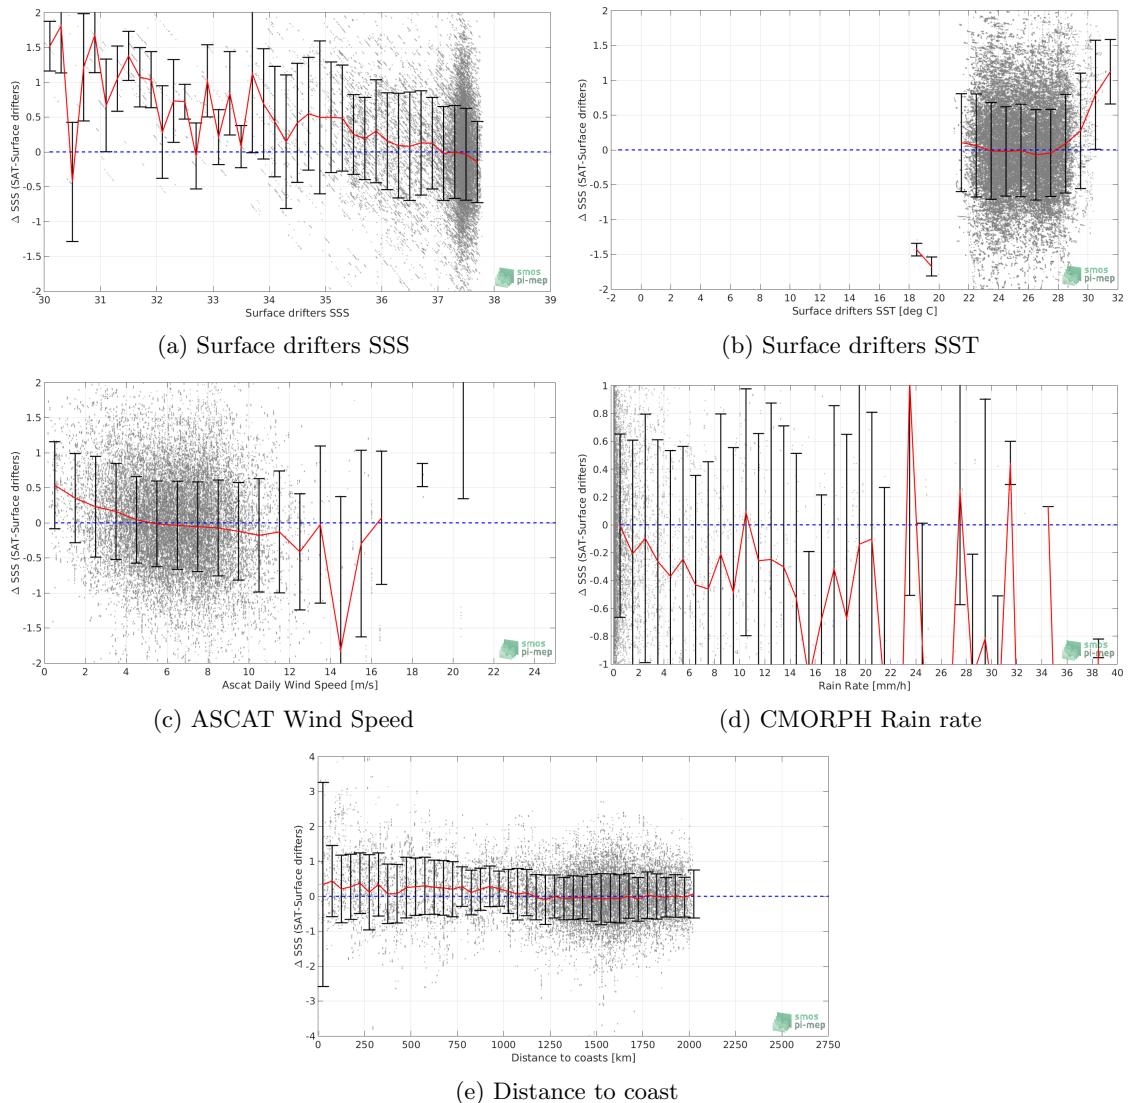 2
1.5
1
0.5
0
-0.5
-1
-1.5
-2
Δ SSS (SAT-Surface drifters)
30 31 32 33 34 35 36 37 38 39
Surface drifters SSS
smos
pi-mep
(a) Surface drifters SSS
2
1.5
1
0.5
0
-0.5
-1
-1.5
-2
Δ SSS (SAT-Surface drifters)
-2 0 2 4 6 8 10 12 14 16 18 20 22 24 26 28 30 32
Surface drifters SST [deg C]
smos
pi-mep
(b) Surface drifters SST
2
1.5
1
0.5
0
-0.5
-1
-1.5
-2
Δ SSS (SAT-Surface drifters)
0 2 4 6 8 10 12 14 16 18 20 22 24
Ascat Daily Wind Speed [m/s]
smos
pi-mep
(c) ASCAT Wind Speed
1
0.8
0.6
0.4
0.2
0
-0.2
-0.4
-0.6
-0.8
-1
Δ SSS (SAT-Surface drifters)
0 2 4 6 8 10 12 14 16 18 20 22 24 26 28 30 32 34 36 38 40
Rain Rate [mm/h]
smos
pi-mep
(d) CMORPH Rain rate
4
3
2
1
0
-1
-2
-3
-4
Δ SSS (SAT-Surface drifters)
0 250 500 750 1000 1250 1500 1750 2000 2250 2500 2750
Distance to coasts [km]
smos
pi-mep
(e) Distance to coast